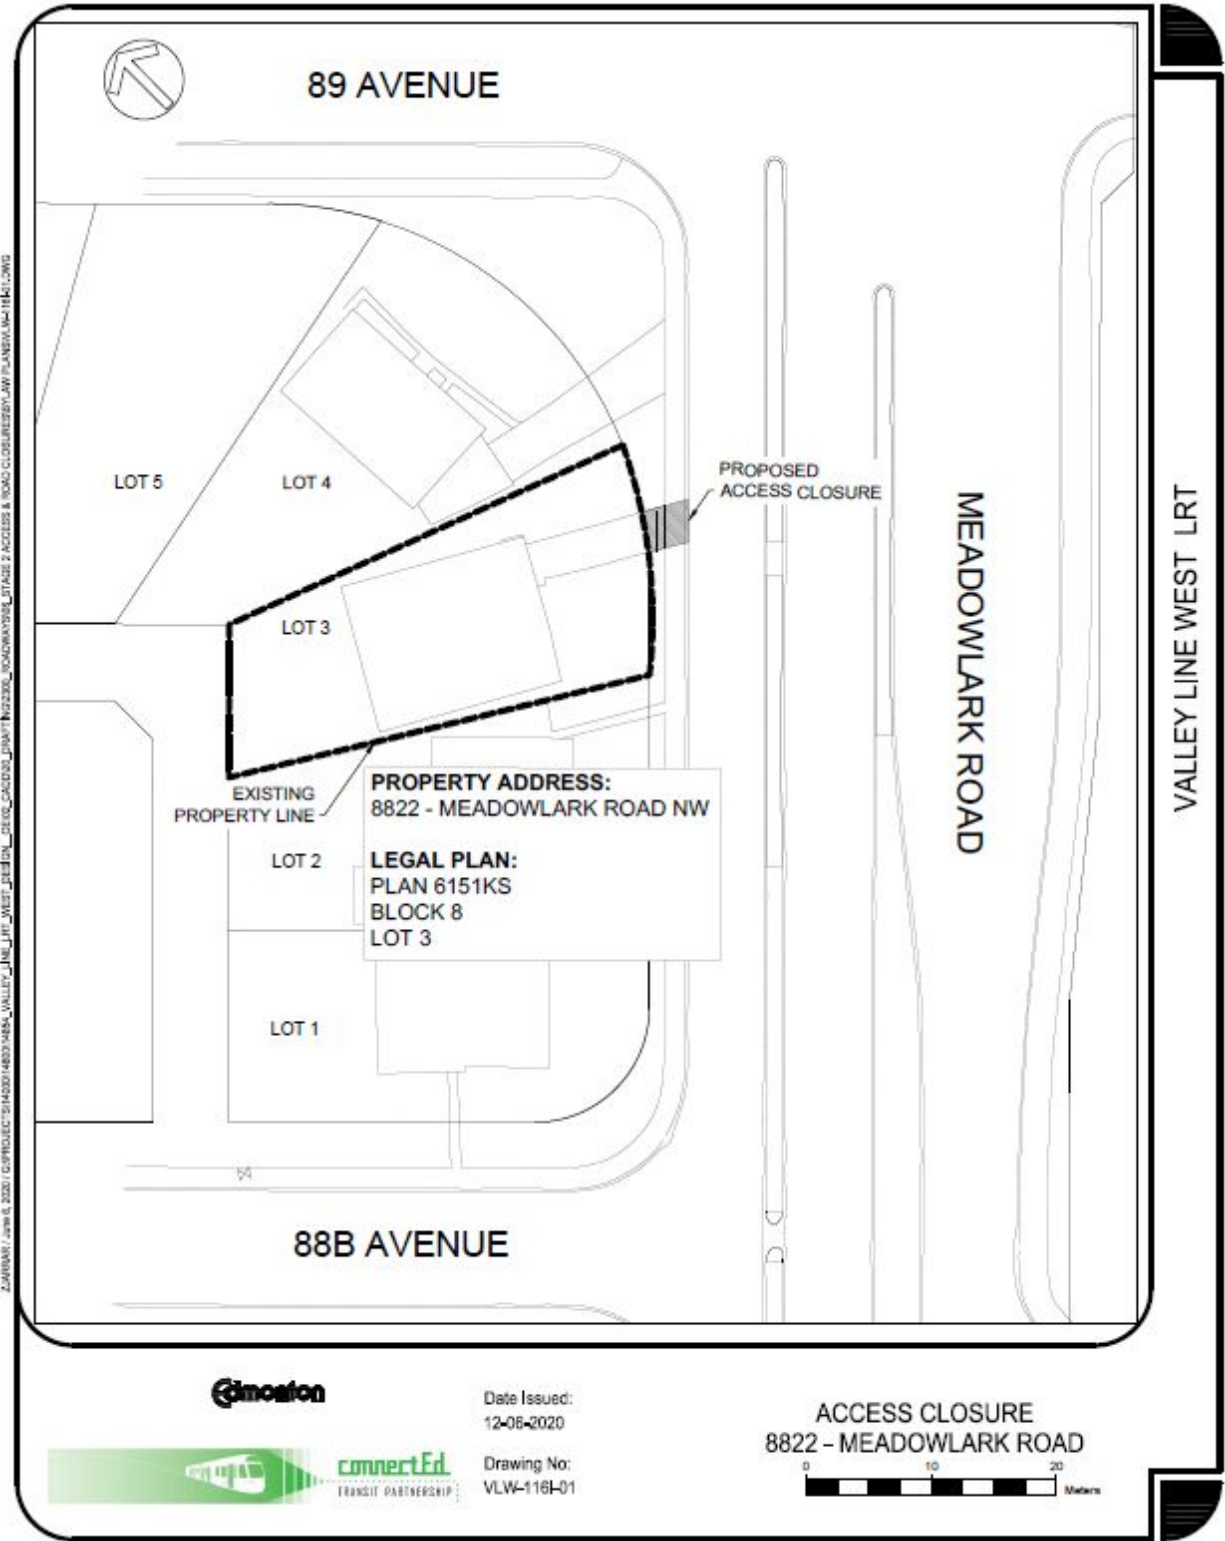 89 AVENUE
PROPOSED
ACCESS CLOSURE
LOT 5
LOT 4
LOT 3
MEADOWLARK ROAD
VALLEY LINE WEST LRT
EXISTING
PROPERTY LINE
PROPERTY ADDRESS:
8822 - MEADOWLARK ROAD NW
LEGAL PLAN:
PLAN 6151KS
BLOCK 8
LOT 3
LOT 2
LOT 1
88B AVENUE
Edmonton
connectEd
TRANSIT PARTNERSHIP
Date Issued:
12-06-2020
Drawing No:
VLW-116I-01
ACCESS CLOSURE
8822 - MEADOWLARK ROAD
0 10 20
Meters